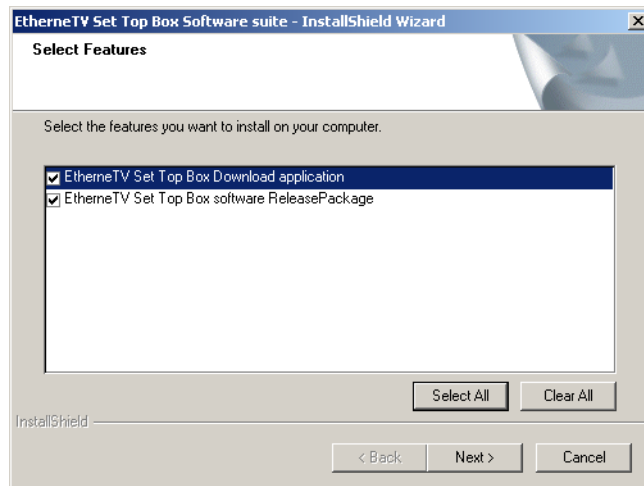 EtherneTV Set Top Box Software suite - InstallShield Wizard
Select Features
Select the features you want to install on your computer.
EtherneTV Set Top Box Download application
EtherneTV Set Top Box software ReleasePackage
Select All Clear All
InstallShield
< Back Next > Cancel